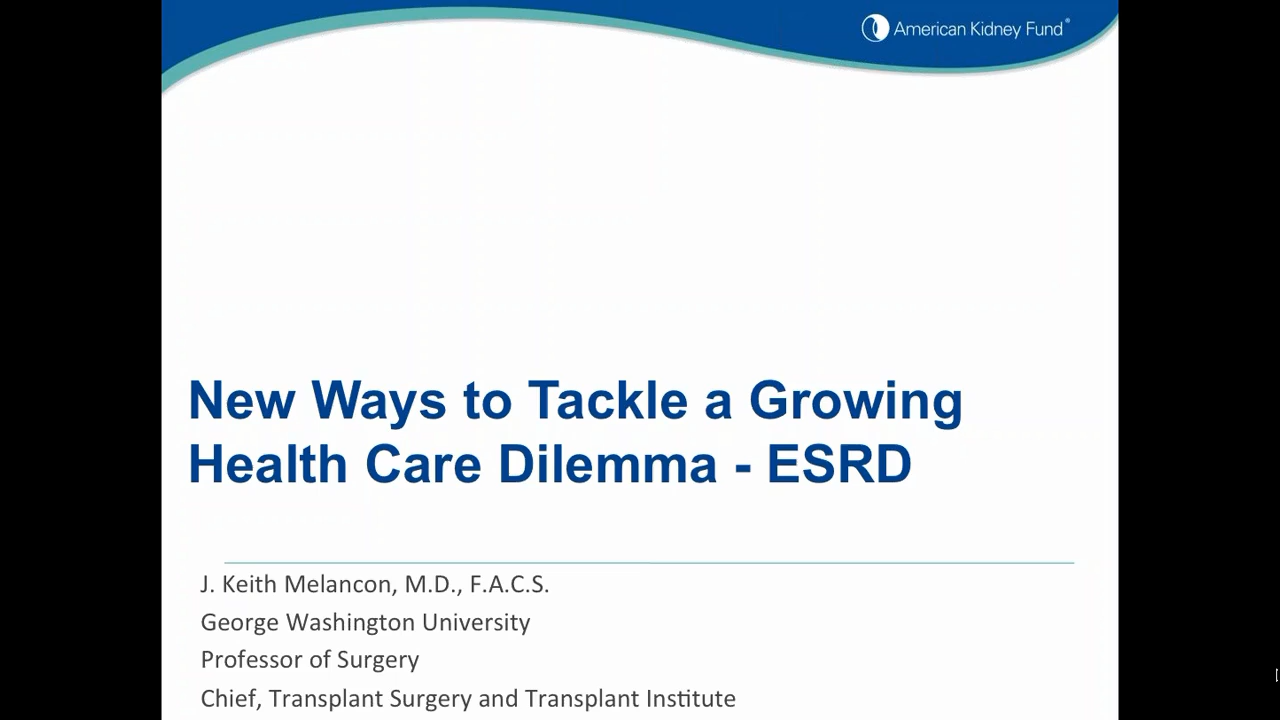 American Kidney Fund®
New Ways to Tackle a Growing
Health Care Dilemma - ESRD
J. Keith Melancon, M.D., F.A.C.S.
George Washington University
Professor of Surgery
Chief, Transplant Surgery and Transplant Institute